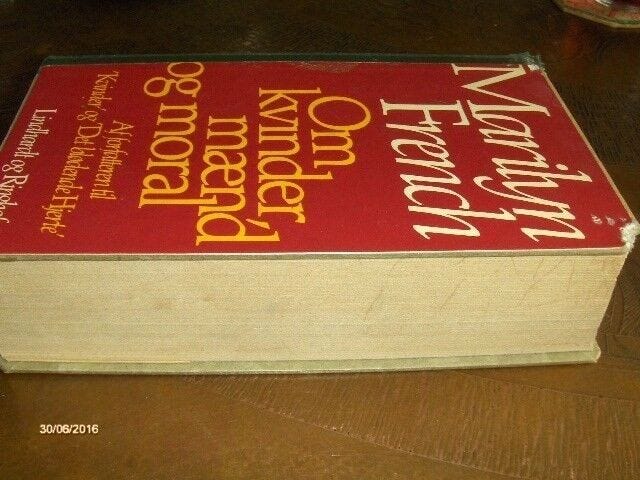 Marilyn
French
Om
kvinder,
mænd
og moral
Af forfatteren til
'Kvinder' og 'Det blødende Hjerte'
Lindhardt og Ringhof
30/06/2016